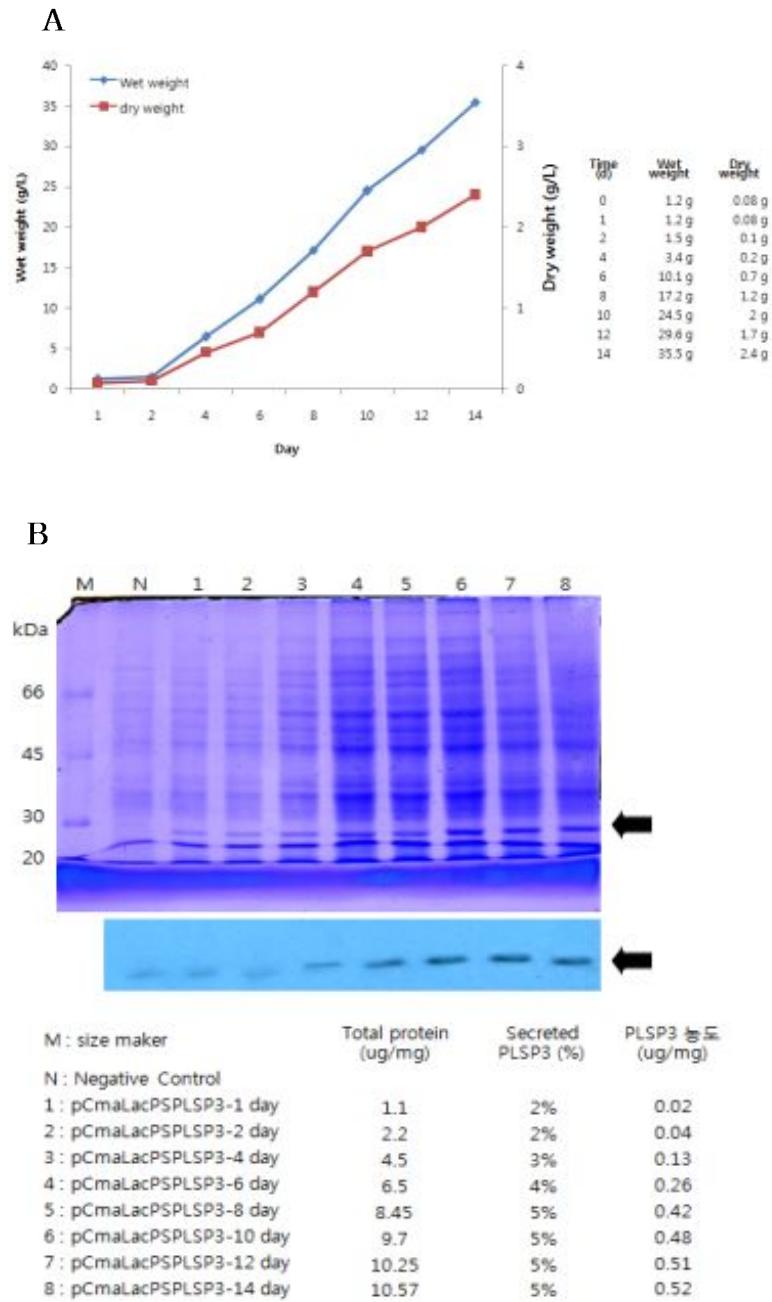 A
40
35
30
25
20
15
10
5
0
Wet weight (g/L)
Wet weight
dry weight
4
3
2
1
0
Dry weight (g/L)
1 2 4 6 8 10 12 14
Day
Time (d) Wet weight Dry weight
0 1.2 g 0.08 g
1 1.2 g 0.08 g
2 1.5 g 0.1 g
4 3.4 g 0.2 g
6 10.1 g 0.7 g
8 17.2 g 1.2 g
10 24.5 g 2 g
12 29.6 g 1.7 g
14 35.5 g 2.4 g
B
M N 1 2 3 4 5 6 7 8
kDa
66
45
30
20
M : size maker Total protein (ug/mg) Secreted PLSP3 (%) PLSP3 농도 (ug/mg)
N : Negative Control
1 : pCmaLacPSPLSP3-1 day 1.1 2% 0.02
2 : pCmaLacPSPLSP3-2 day 2.2 2% 0.04
3 : pCmaLacPSPLSP3-4 day 4.5 3% 0.13
4 : pCmaLacPSPLSP3-6 day 6.5 4% 0.26
5 : pCmaLacPSPLSP3-8 day 8.45 5% 0.42
6 : pCmaLacPSPLSP3-10 day 9.7 5% 0.48
7 : pCmaLacPSPLSP3-12 day 10.25 5% 0.51
8 : pCmaLacPSPLSP3-14 day 10.57 5% 0.52